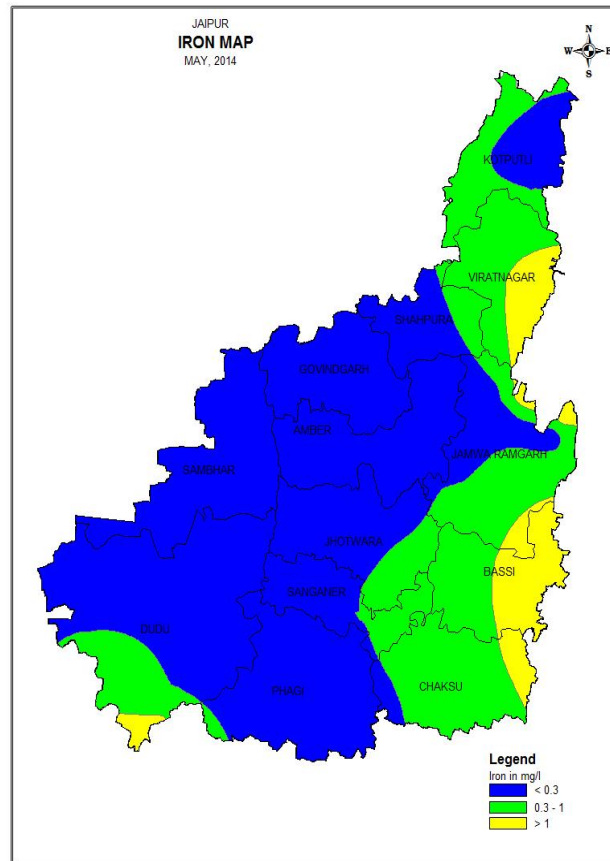 JAIPUR
IRON MAP
MAY, 2014
N
W E
S
KOTPUTLI
VIRATNAGAR
SHAHPURA
GOVINDGARH
AMBER
JAMWA RAMGARH
SAMBHAR
JHOTWARA
BASSI
SANGANER
DUDU
CHAKSU
PHAGI
Legend
Iron in mg/l
< 0.3
0.3 - 1
> 1